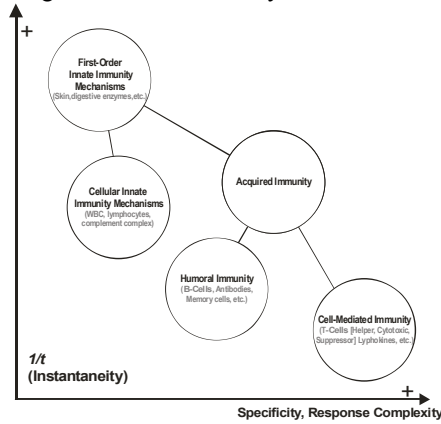 +
First-Order
Innate Immunity
Mechanisms
(Skin,digestive enzymes,etc.)
Cellular Innate
Immunity Mechanisms
(WBC, lymphocytes,
complement complex)
Acquired Immunity
Humoral Immunity
(B-Cells, Antibodies,
Memory cells, etc.)
Cell-Mediated Immunity
(T-Cells [Helper, Cytotoxic,
Suppressor] Lyphokines, etc.)
1/t
(Instantaneity)
+
Specificity, Response Complexity